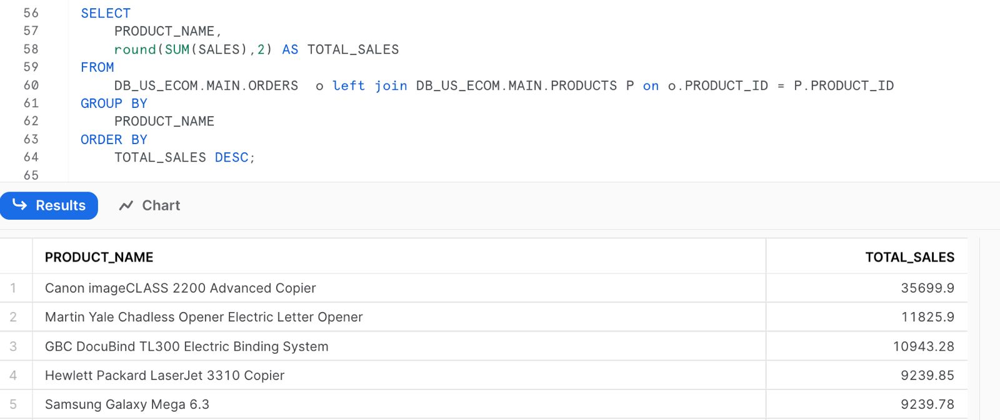 56 SELECT
57 PRODUCT_NAME,
58 round(SUM(SALES),2) AS TOTAL_SALES
59 FROM
60 DB_US_ECOM.MAIN.ORDERS  o left join DB_US_ECOM.MAIN.PRODUCTS P on o.PRODUCT_ID = P.PRODUCT_ID
61 GROUP BY
62 PRODUCT_NAME
63 ORDER BY
64 TOTAL_SALES DESC;
65
Results Chart
PRODUCT_NAME TOTAL_SALES
1 Canon imageCLASS 2200 Advanced Copier 35699.9
2 Martin Yale Chadless Opener Electric Letter Opener 11825.9
3 GBC DocuBind TL300 Electric Binding System 10943.28
4 Hewlett Packard LaserJet 3310 Copier 9239.85
5 Samsung Galaxy Mega 6.3 9239.78